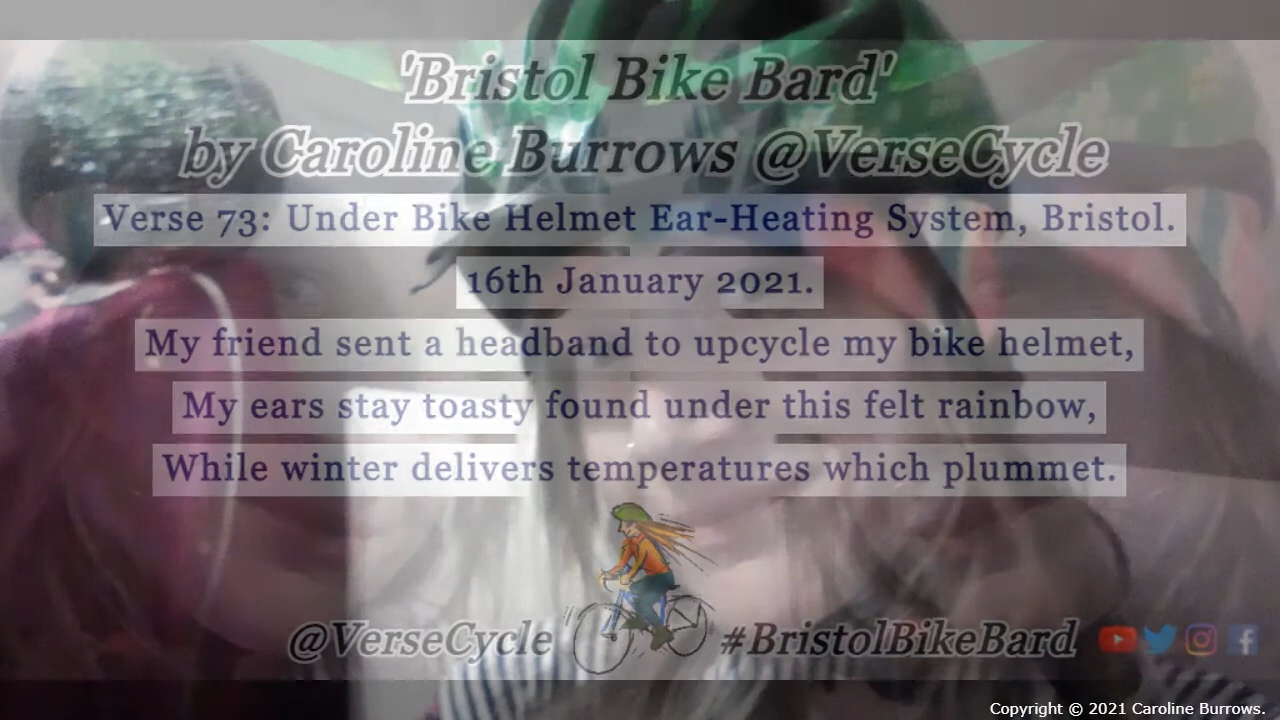 'Bristol Bike Bard'
by Caroline Burrows @VerseCycle
Verse 73: Under Bike Helmet Ear-Heating System, Bristol.
16th January 2021.
My friend sent a headband to upcycle my bike helmet,
My ears stay toasty found under this felt rainbow,
While winter delivers temperatures which plummet.
@VerseCycle #BristolBikeBard
Copyright © 2021 Caroline Burrows.